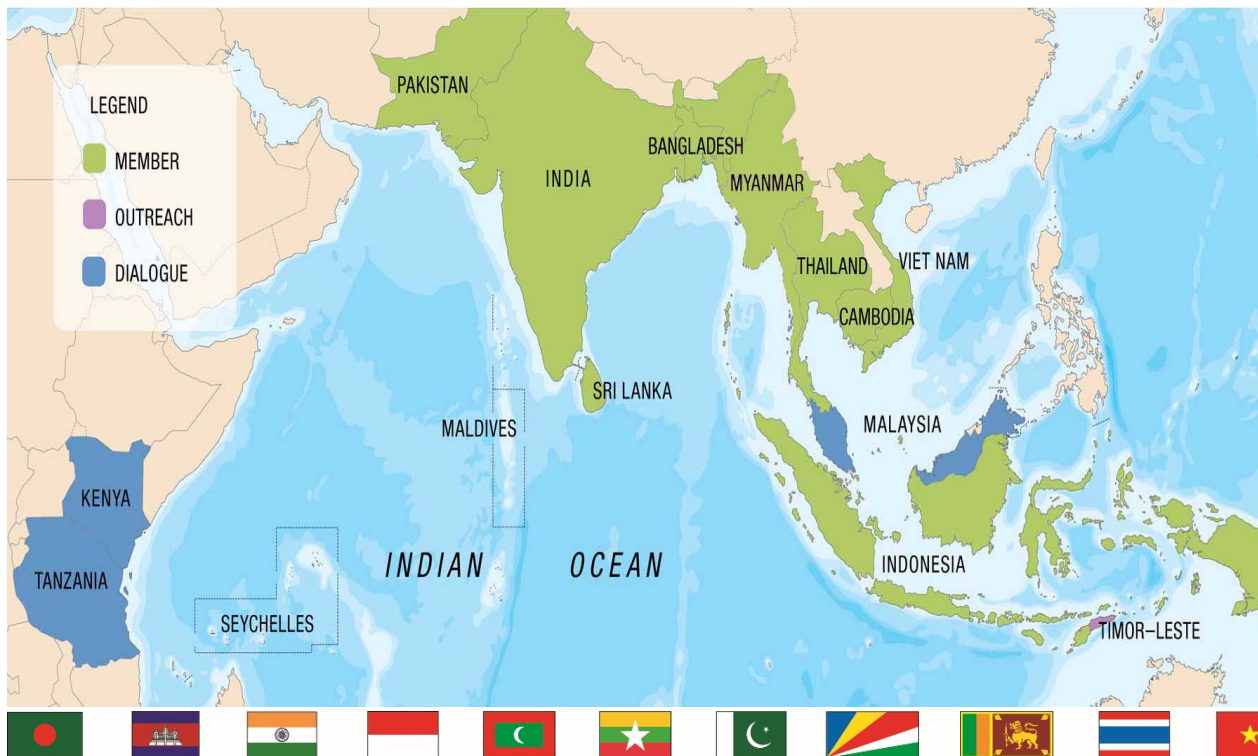 LEGEND
MEMBER
OUTREACH
DIALOGUE
PAKISTAN
INDIA
BANGLADESH
MYANMAR
THAILAND
VIET NAM
CAMBODIA
SRI LANKA
MALDIVES
MALAYSIA
KENYA
TANZANIA
SEYCHELLES
INDIAN OCEAN
INDONESIA
TIMOR–LESTE